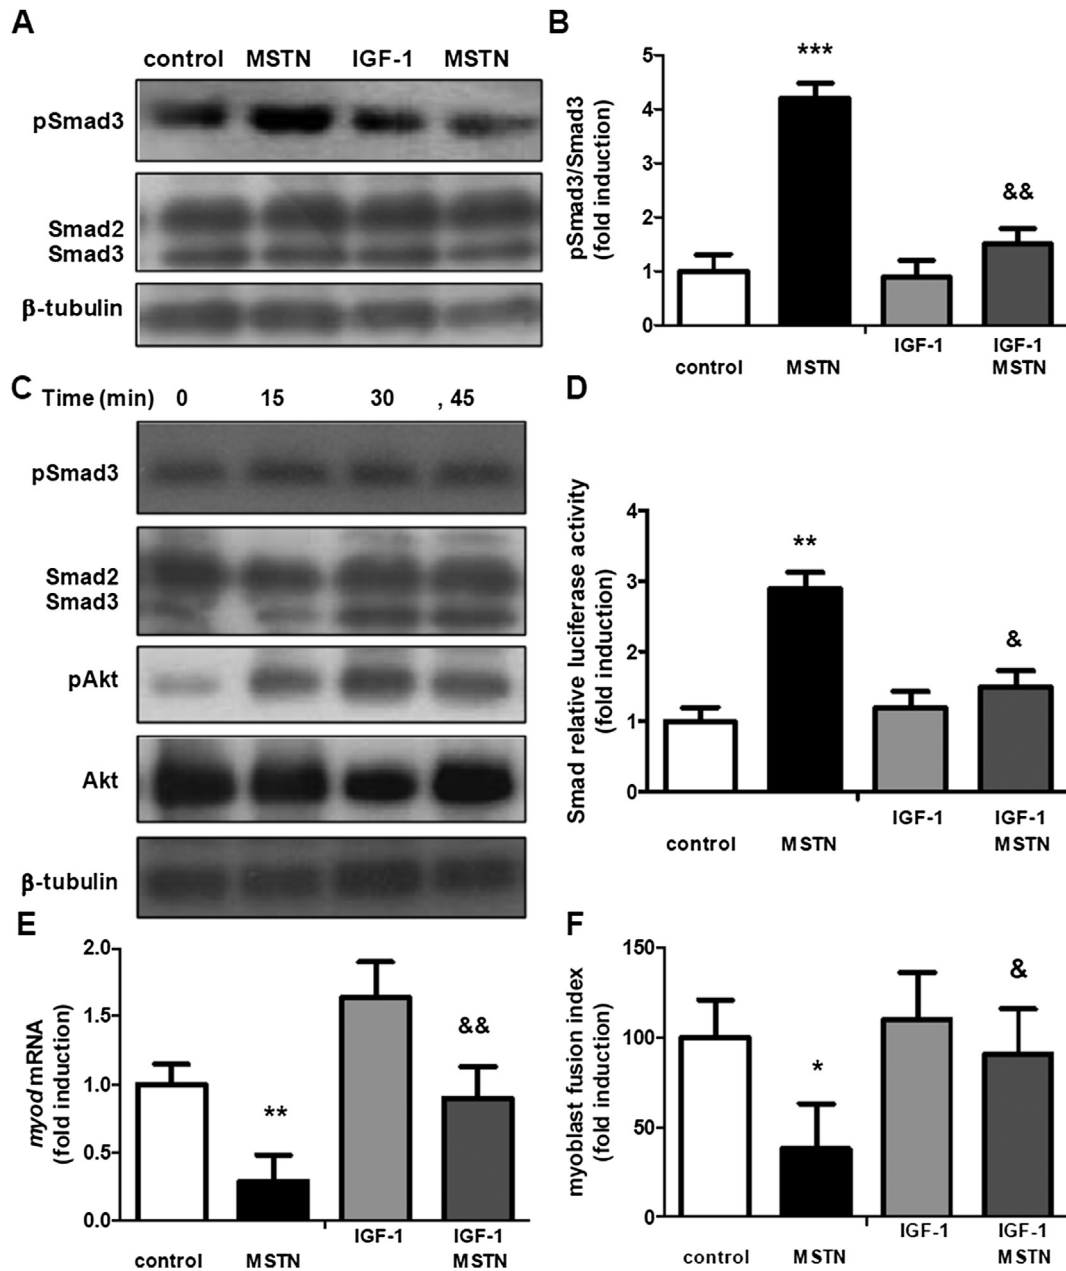 A
control MSTN IGF-1 MSTN
pSmad3
Smad2
Smad3
β-tubulin
B
pSmad3/Smad3
(fold induction)
5
4
3
2
1
0
***
&&
IGF-1 IGF-1
control MSTN MSTN
C
Time (min) 0 15 30 , 45
pSmad3
Smad2
Smad3
pAkt
Akt
β-tubulin
D
Smad relative luciferase activity
(fold induction)
4
3
2
1
0
**
&
IGF-1 IGF-1
control MSTN MSTN
E
myod mRNA
(fold induction)
2.0
1.5
1.0
0.5
0.0
**
&&
IGF-1 IGF-1
control MSTN MSTN
F
myoblast fusion index
(fold induction)
150
100
50
0
*
&
IGF-1 IGF-1
control MSTN MSTN